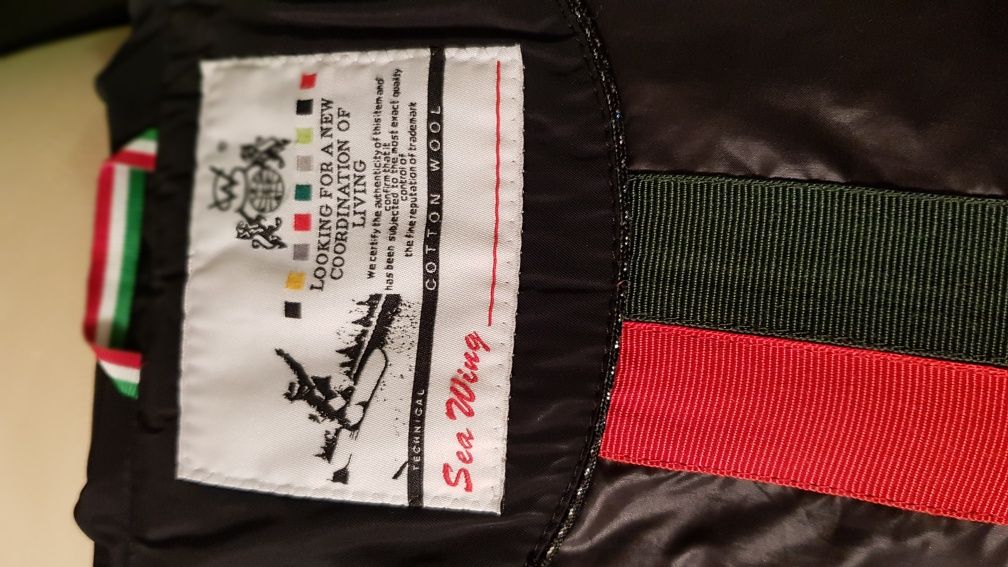 LOOKING FOR A NEW
COORDINATION OF
LIVING
We certify the authenticity of this item and
confirm that it
has been subjected to the most exact quality
control of
the fine reputation of trademark
TECHNICAL COTTON WOOL
Sea Wing